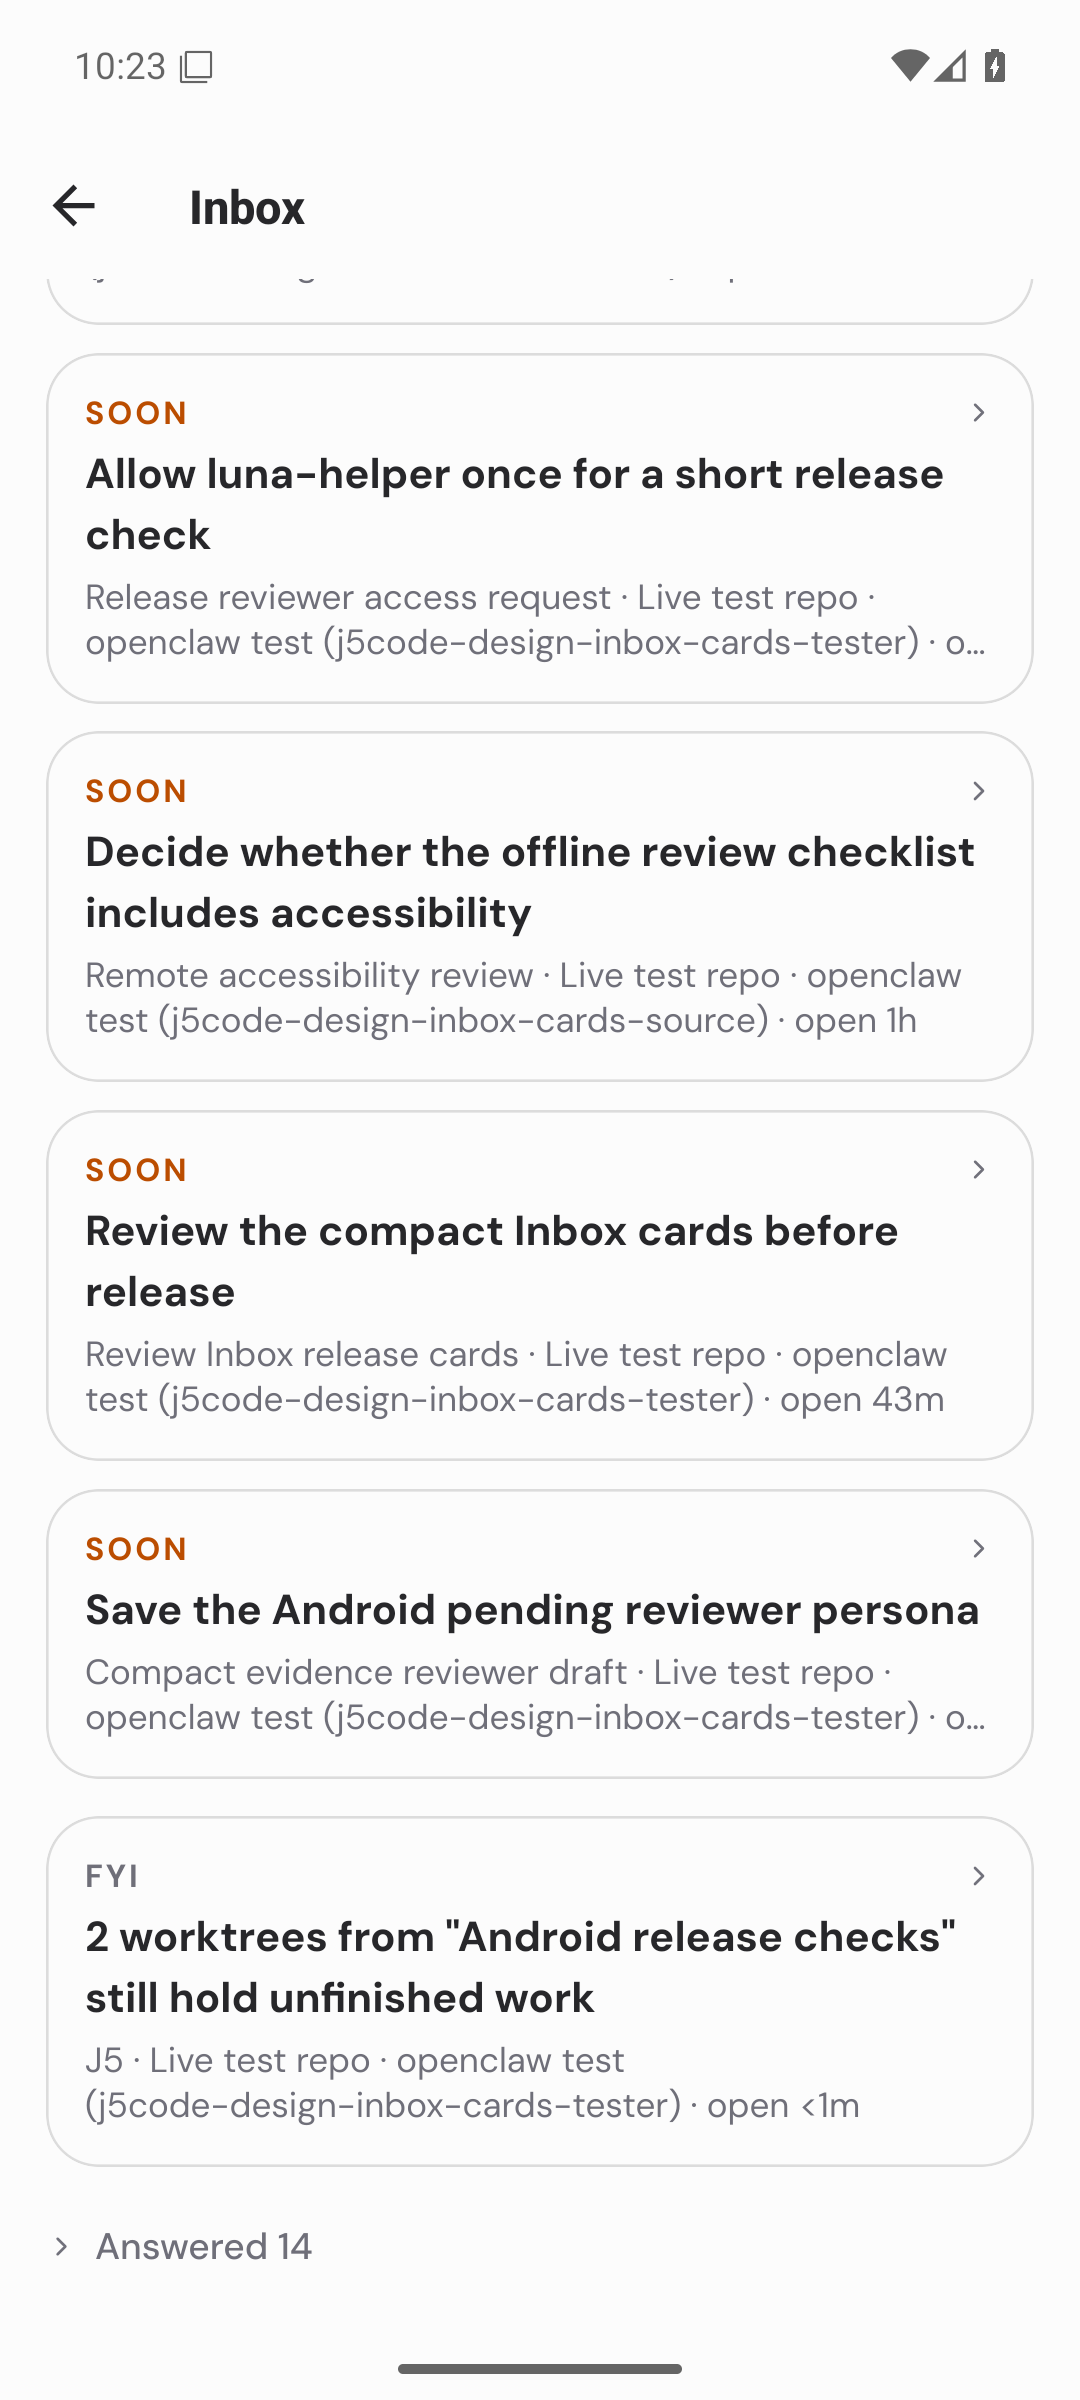 10:23
Inbox
SOON
Allow luna-helper once for a short release
check
Release reviewer access request · Live test repo ·
openclaw test (j5code-design-inbox-cards-tester) · o...
SOON
Decide whether the offline review checklist
includes accessibility
Remote accessibility review · Live test repo · openclaw
test (j5code-design-inbox-cards-source) · open 1h
SOON
Review the compact Inbox cards before
release
Review Inbox release cards · Live test repo · openclaw
test (j5code-design-inbox-cards-tester) · open 43m
SOON
Save the Android pending reviewer persona
Compact evidence reviewer draft · Live test repo ·
openclaw test (j5code-design-inbox-cards-tester) · o...
FYI
2 worktrees from "Android release checks"
still hold unfinished work
J5 · Live test repo · openclaw test
(j5code-design-inbox-cards-tester) · open <1m
Answered 14